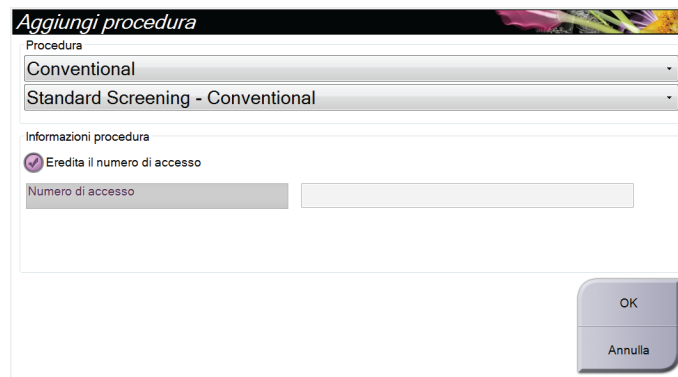 Aggiungi procedura
Procedura
Conventional
Standard Screening - Conventional
Informazioni procedura
Eredita il numero di accesso
Numero di accesso
OK
Annulla